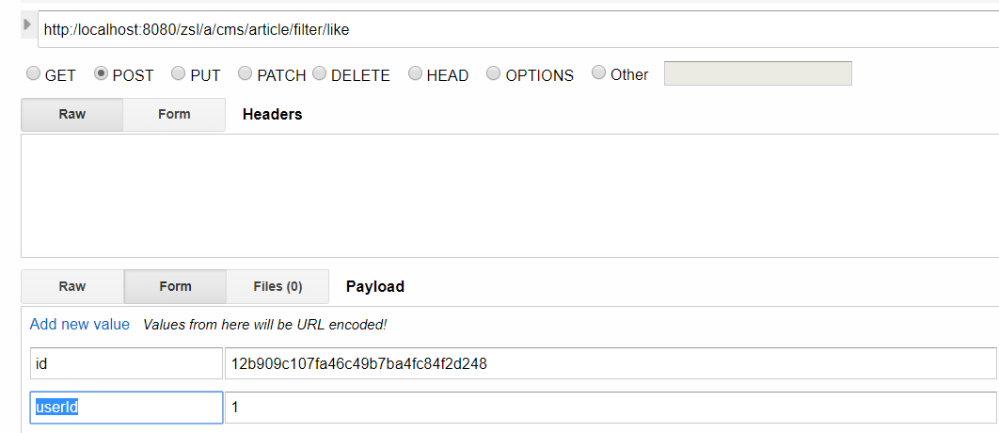 http:/localhost:8080/zsl/a/cms/article/filter/like
GET POST PUT PATCH DELETE HEAD OPTIONS Other
Raw Form Headers
Raw Form Files (0) Payload
Add new value Values from here will be URL encoded!
id 12b909c107fa46c49b7ba4fc84f2d248
userId 1